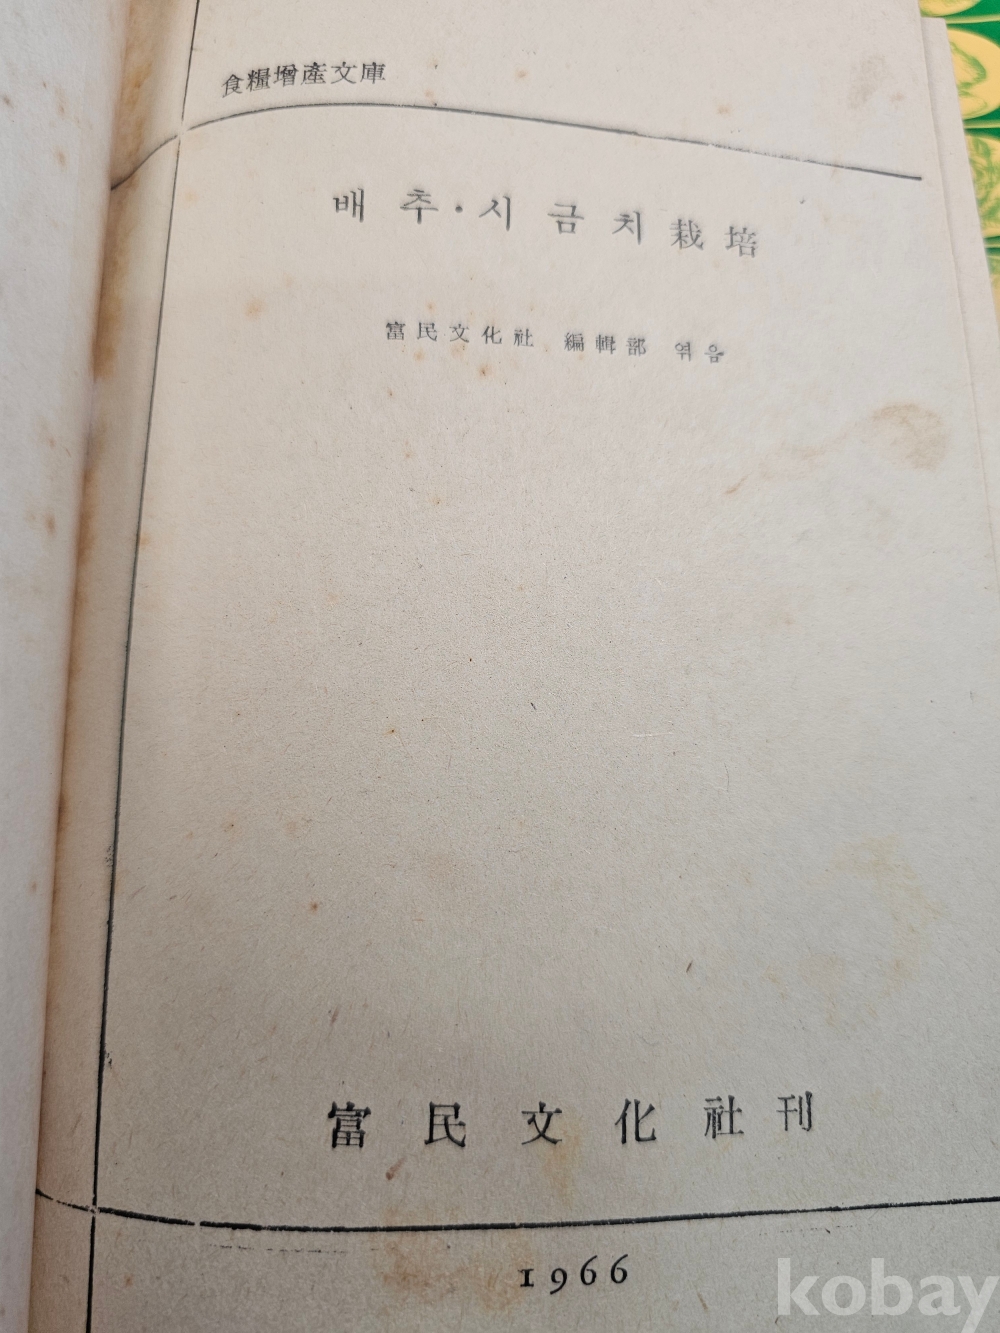 食糧增產文庫
배추·시금치栽培
富民文化社 編輯部 엮음
富民文化社刊
1966
kobay